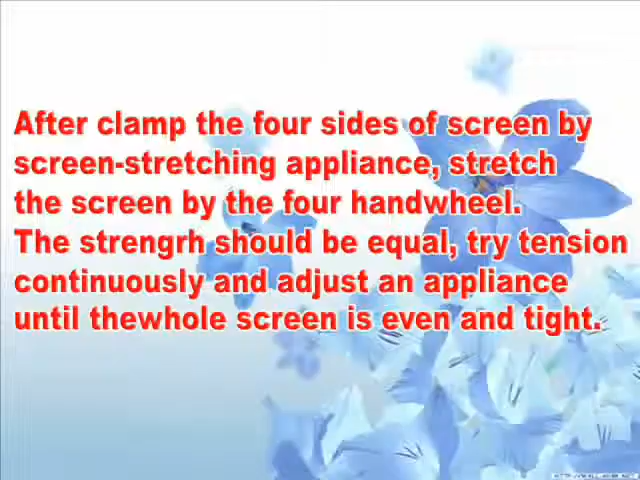 After clamp the four sides of screen by
screen-stretching appliance, stretch
the screen by the four handwheel.
The strengrh should be equal, try tension
continuously and adjust an appliance
until thewhole screen is even and tight.